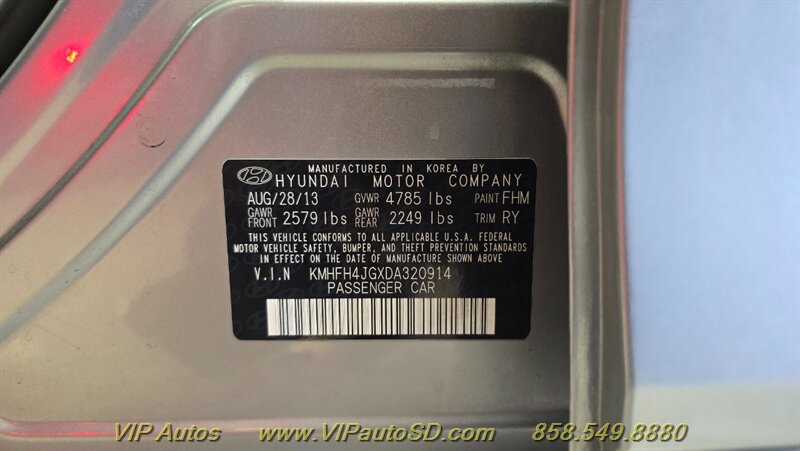 MANUFACTURED IN KOREA BY
HYUNDAI MOTOR COMPANY
AUG/28/13 GVWR 4785 lbs PAINT FHM
GAWR FRONT 2579 lbs GAWR REAR 2249 lbs TRIM RY
THIS VEHICLE CONFORMS TO ALL APPLICABLE U.S.A. FEDERAL
MOTOR VEHICLE SAFETY, BUMPER, AND THEFT PREVENTION STANDARDS
IN EFFECT ON THE DATE OF MANUFACTURE SHOWN ABOVE.
V.I.N KMHFH4JGXDA320914
PASSENGER CAR
VIP Autos www.VIPautoSD.com 858.549.8880